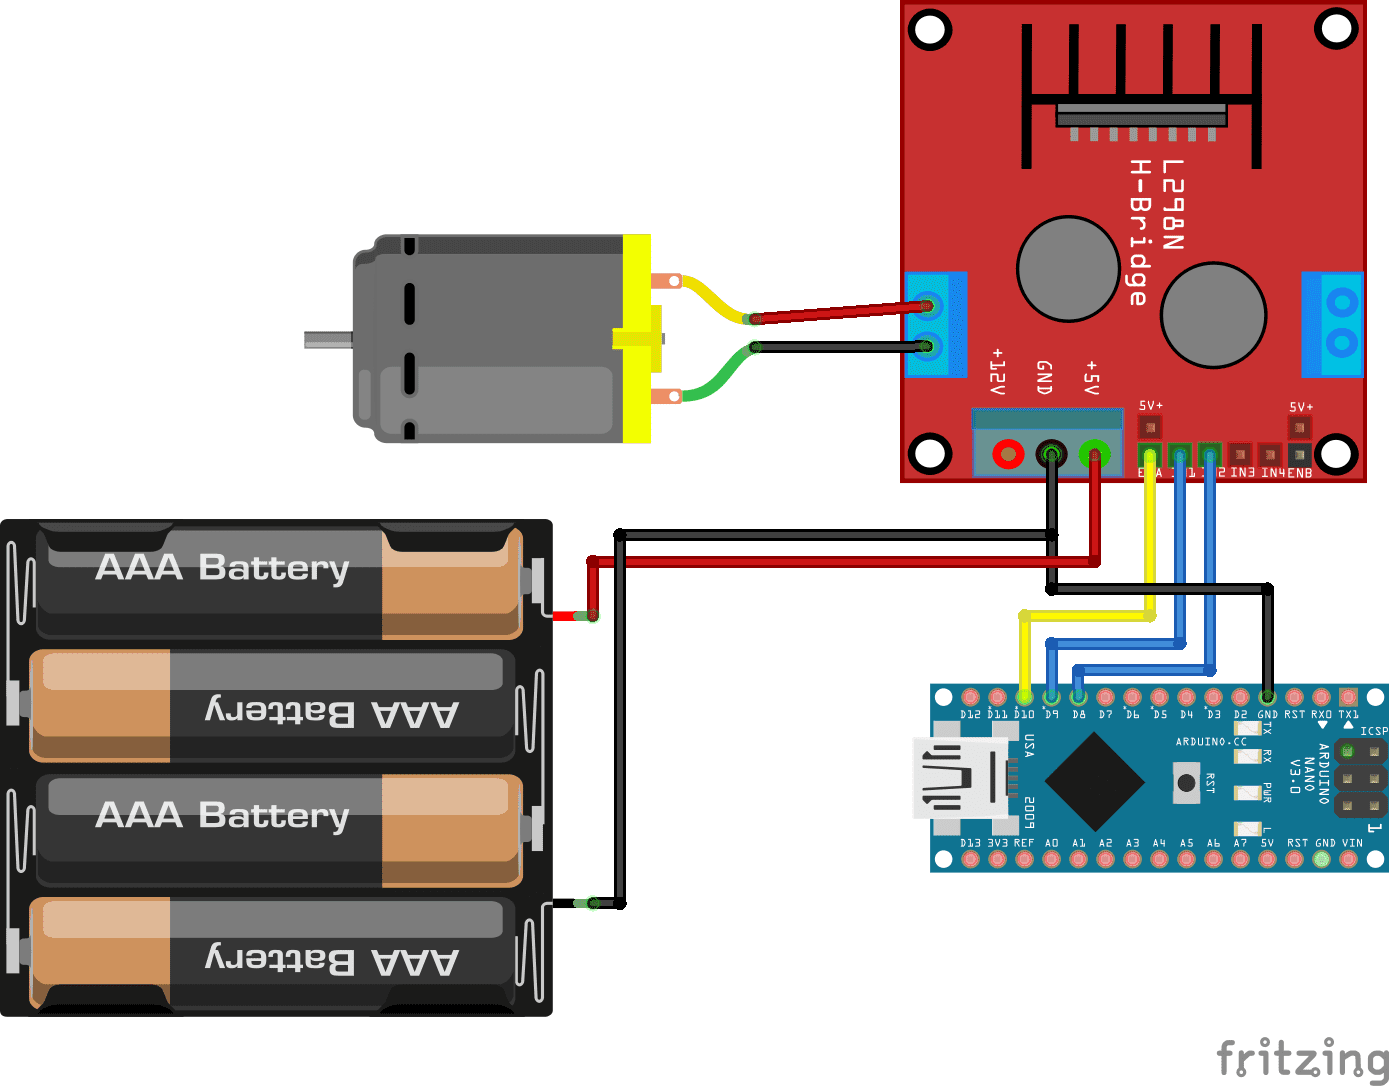 L298N
H-Bridge
+12V GND +5V
5V+ 5V+
IN3 IN4 ENB
AAA Battery
AAA Battery
AAA Battery
AAA Battery
D12 D11 D10 D9 D8 D7 D6 D5 D4 D3 D2 GND RST RX0 TX1
USA
2009
ARDUINO.CC
RST
TX
RX
PWR
L
ARDUINO
NANO
V3.0
ICSP
1
D13 3V3 REF A0 A1 A2 A3 A4 A5 A6 A7 5V RST GND VIN
fritzing